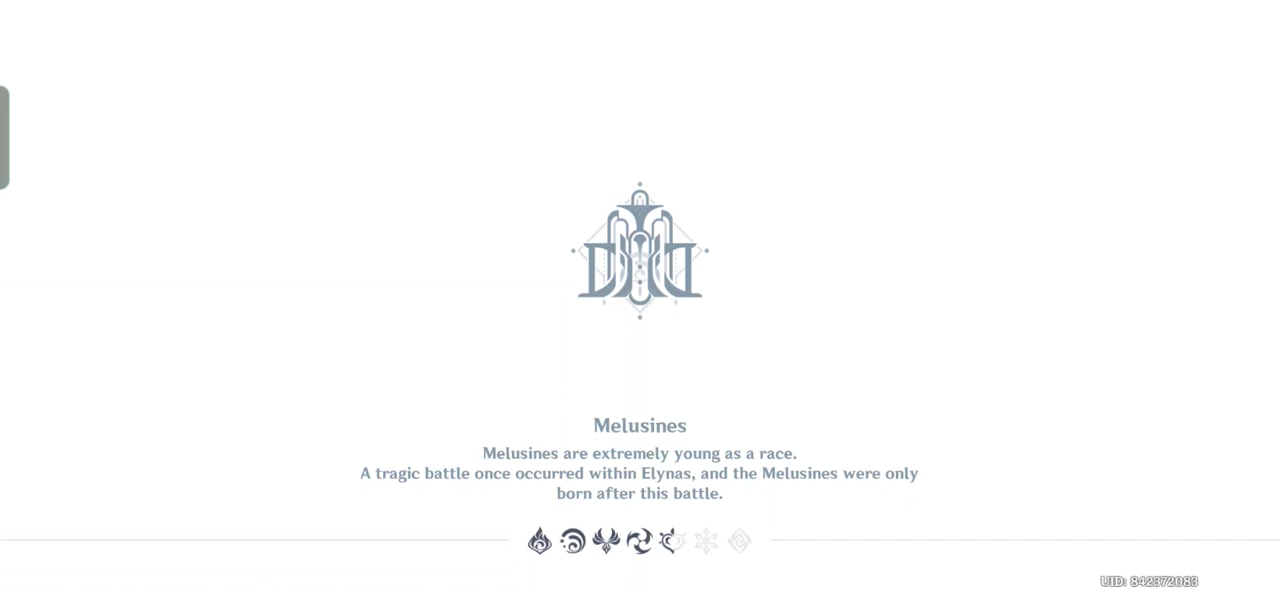 Melusines
Melusines are extremely young as a race.
A tragic battle once occurred within Elynas, and the Melusines were only
born after this battle.
UID: 842372083